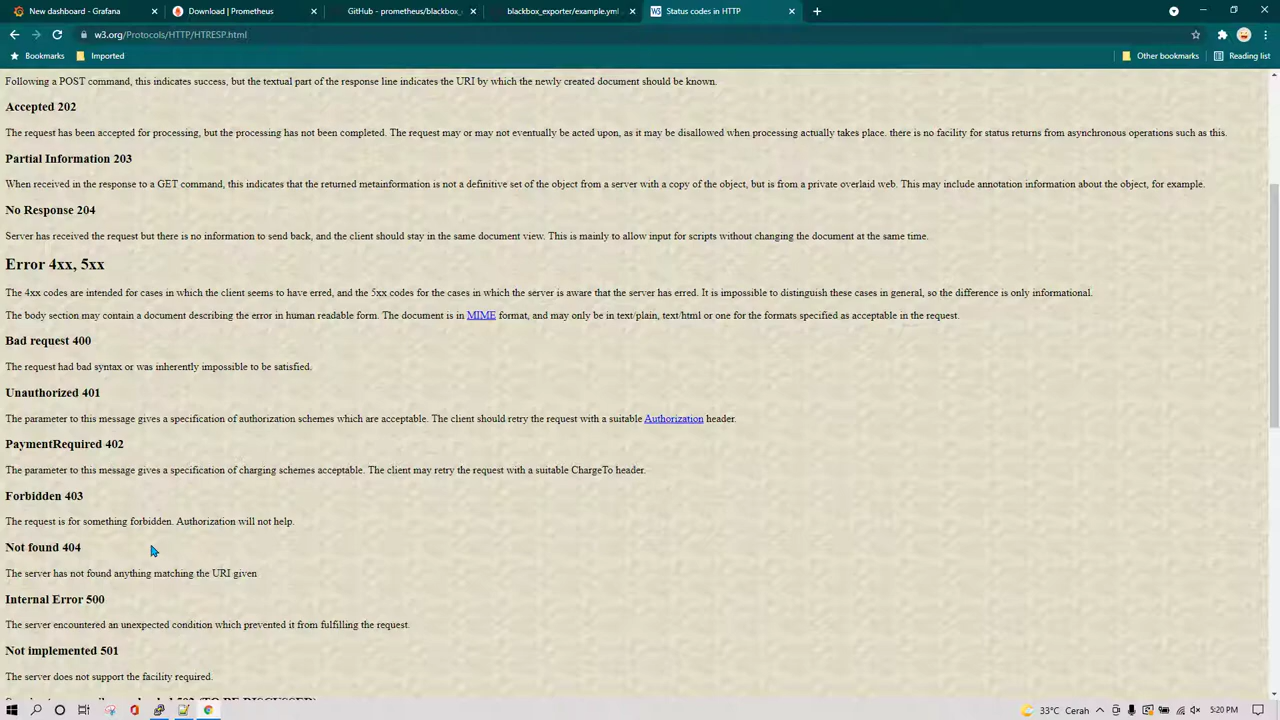 New dashboard - Grafana
Download | Prometheus
GitHub - prometheus/blackbox_
blackbox_exporter/example.yml
Status codes in HTTP
w3.org/Protocols/HTTP/HTRESP.html
Bookmarks
Imported
Other bookmarks
Reading list
Following a POST command, this indicates success, but the textual part of the response line indicates the URI by which the newly created document should be known.
Accepted 202
The request has been accepted for processing, but the processing has not been completed. The request may or may not eventually be acted upon, as it may be disallowed when processing actually takes place. there is no facility for status returns from asynchronous operations such as this.
Partial Information 203
When received in the response to a GET command, this indicates that the returned metainformation is not a definitive set of the object from a server with a copy of the object, but is from a private overlaid web. This may include annotation information about the object, for example.
No Response 204
Server has received the request but there is no information to send back, and the client should stay in the same document view. This is mainly to allow input for scripts without changing the document at the same time.
Error 4xx, 5xx
The 4xx codes are intended for cases in which the client seems to have erred, and the 5xx codes for the cases in which the server is aware that the server has erred. It is impossible to distinguish these cases in general, so the difference is only informational.
The body section may contain a document describing the error in human readable form. The document is in MIME format, and may only be in text/plain, text/html or one for the formats specified as acceptable in the request.
Bad request 400
The request had bad syntax or was inherently impossible to be satisfied.
Unauthorized 401
The parameter to this message gives a specification of authorization schemes which are acceptable. The client should retry the request with a suitable Authorization header.
PaymentRequired 402
The parameter to this message gives a specification of charging schemes acceptable. The client may retry the request with a suitable ChargeTo header.
Forbidden 403
The request is for something forbidden. Authorization will not help.
Not found 404
The server has not found anything matching the URI given
Internal Error 500
The server encountered an unexpected condition which prevented it from fulfilling the request.
Not implemented 501
The server does not support the facility required.
33°C Cerah
5:20 PM